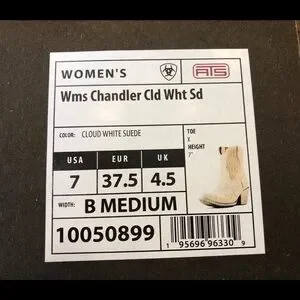 WOMEN'S ATS
Wms Chandler Cld Wht Sd
COLOR: CLOUD WHITE SUEDE
TOE
X
HEIGHT
7"
USA EUR UK
7 37.5 4.5
WIDTH: B MEDIUM
10050899
1 95696 96330 9